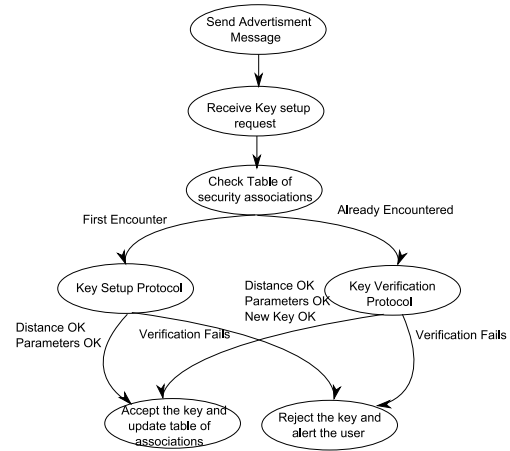 Send Advertisment
Message
Receive Key setup
request
Check Table of
security associations
First Encounter
Already Encountered
Key Setup Protocol
Key Verification
Protocol
Distance OK
Parameters OK
Verification Fails
Distance OK
Parameters OK
New Key OK
Verification Fails
Accept the key and
update table of
associations
Reject the key and
alert the user